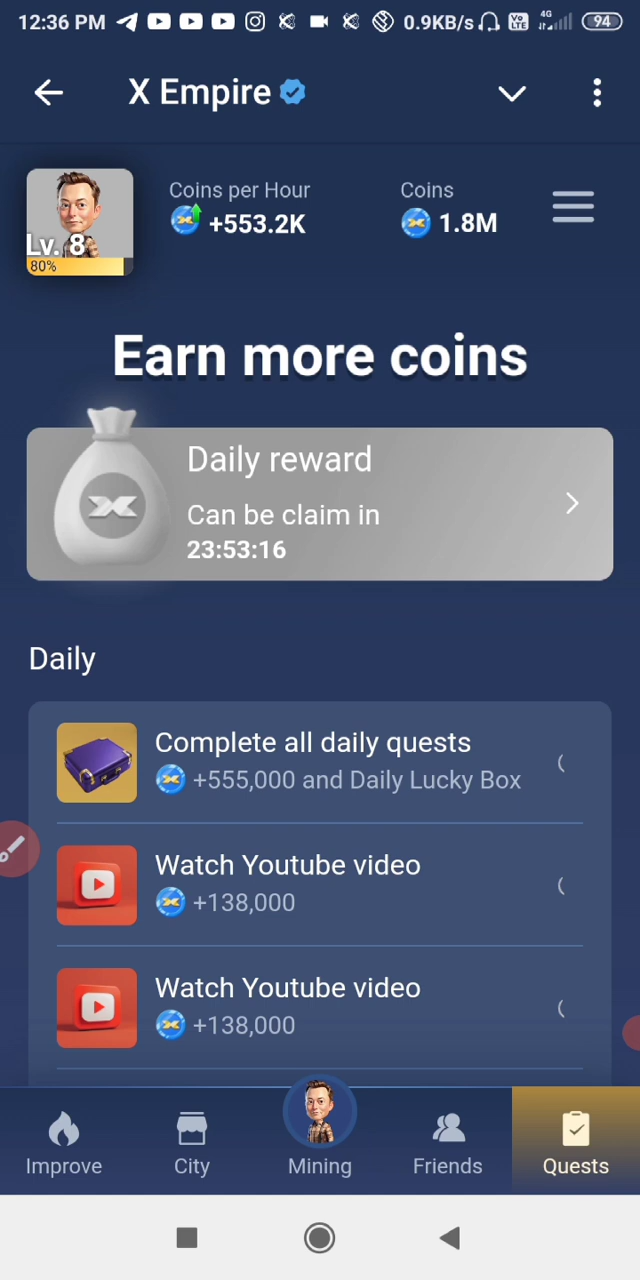 12:36 PM 0.9KB/s Vo LTE 4G 94
X Empire
Coins per Hour
+553.2K
Coins
1.8M
Lv. 8
80%
Earn more coins
Daily reward
Can be claim in
23:53:16
Daily
Complete all daily quests
+555,000 and Daily Lucky Box
Watch Youtube video
+138,000
Watch Youtube video
+138,000
Improve
City
Mining
Friends
Quests